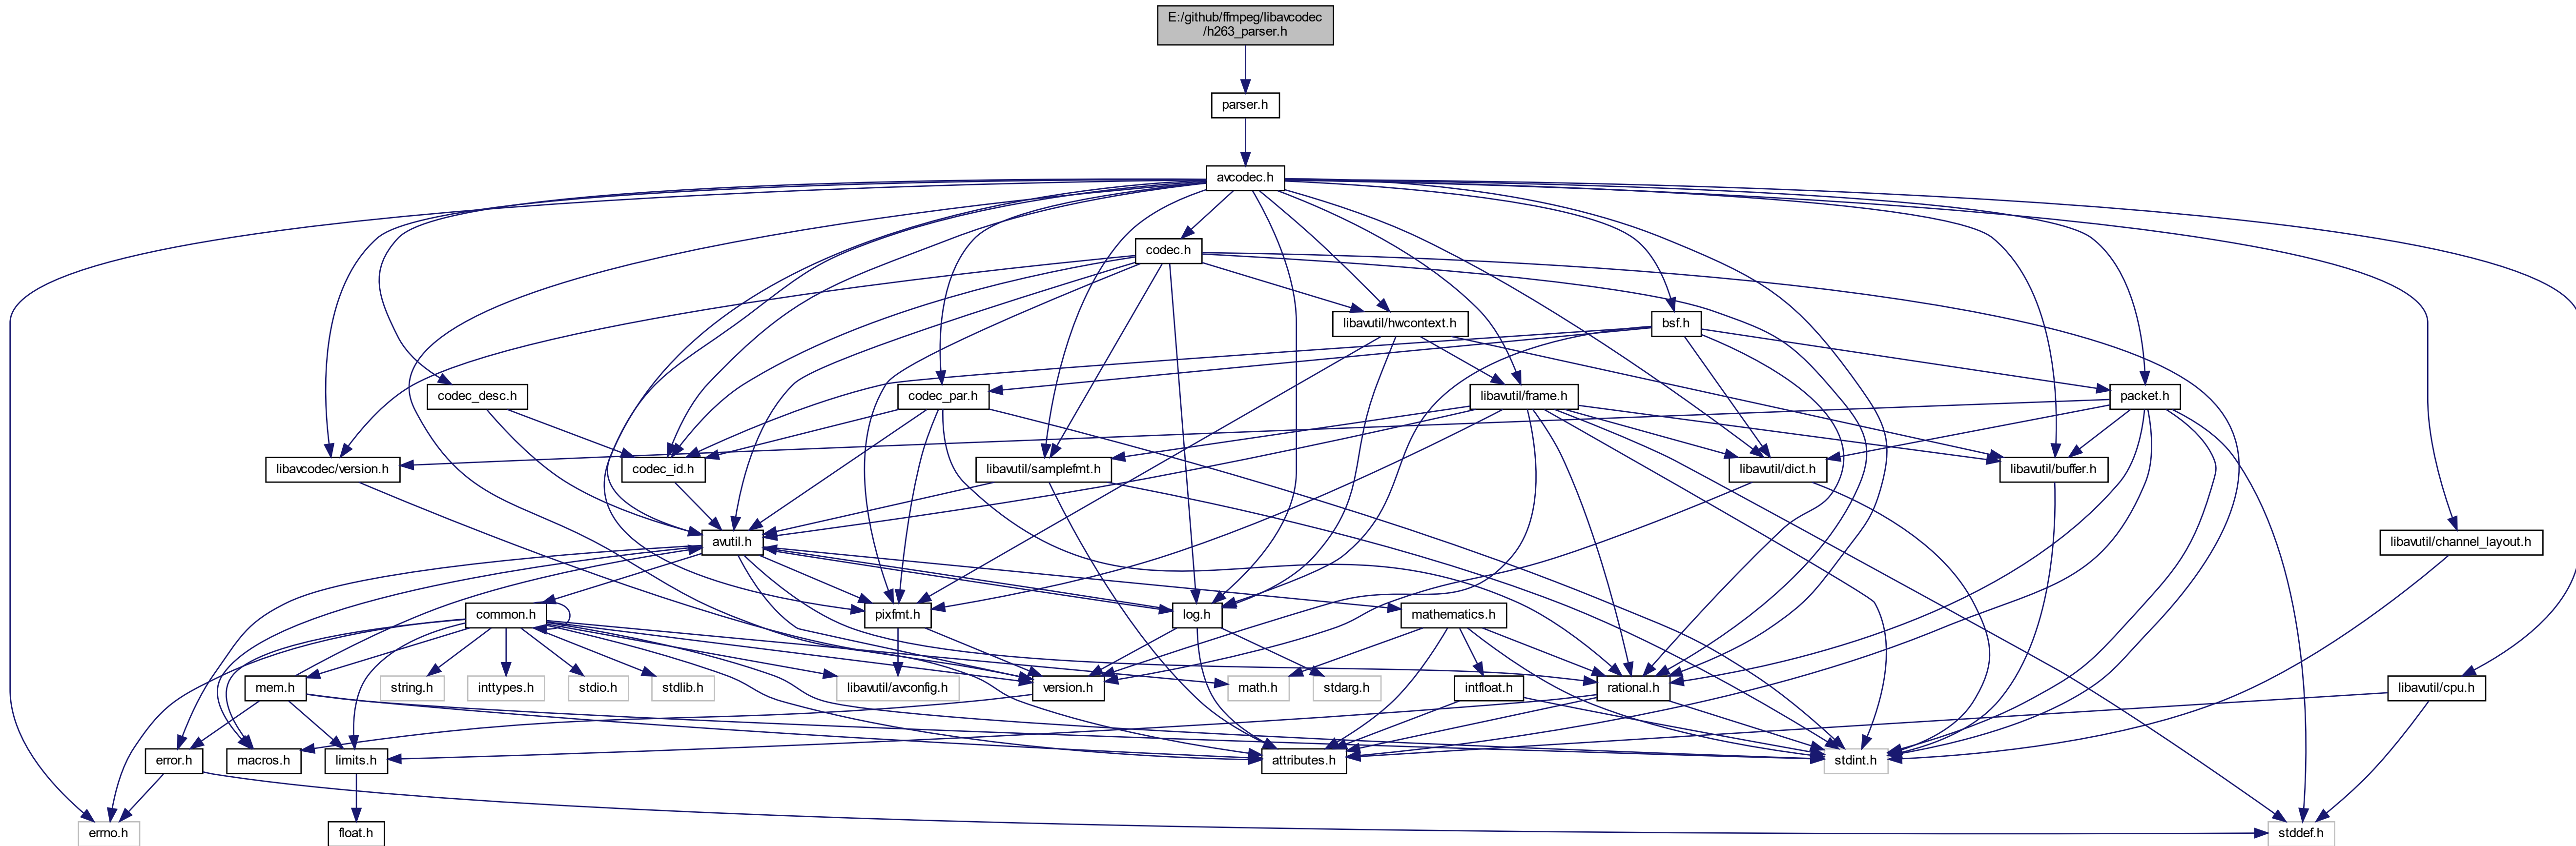 E:/github/ffmpeg/libavcodec
/h263_parser.h
parser.h
avcodec.h
codec.h
libavutil/hwcontext.h
bsf.h
codec_desc.h
codec_par.h
libavutil/frame.h
packet.h
libavcodec/version.h
codec_id.h
libavutil/samplefmt.h
libavutil/dict.h
libavutil/buffer.h
avutil.h
libavutil/channel_layout.h
common.h
pixfmt.h
log.h
mathematics.h
mem.h
string.h
inttypes.h
stdio.h
stdlib.h
libavutil/avconfig.h
version.h
math.h
stdarg.h
intfloat.h
rational.h
libavutil/cpu.h
error.h
macros.h
limits.h
attributes.h
stdint.h
errno.h
float.h
stddef.h